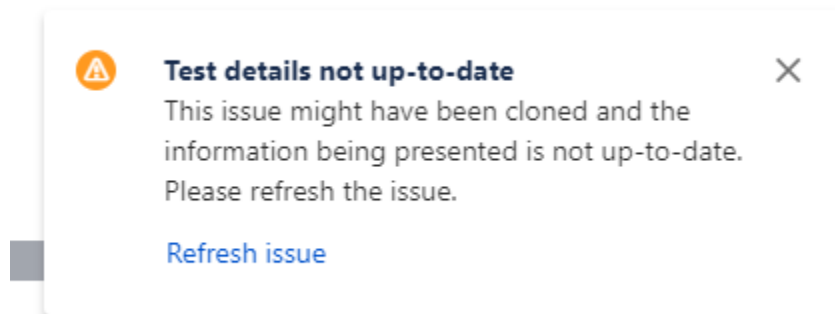 Test details not up-to-date
This issue might have been cloned and the
information being presented is not up-to-date.
Please refresh the issue.
Refresh issue